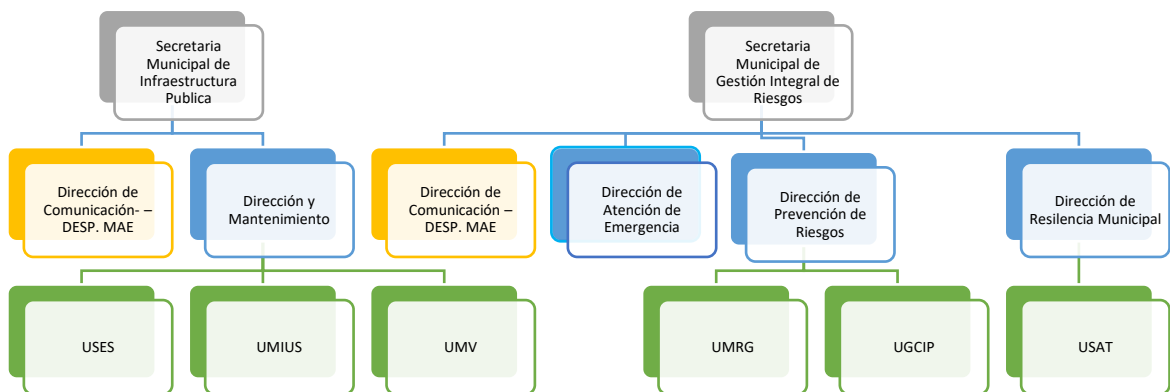 Secretaria
Municipal de
Infraestructura
Publica
Secretaria
Municipal de
Gestión Integral de
Riesgos
Dirección de
Comunicación- –
DESP. MAE
Dirección y
Mantenimiento
Dirección de
Comunicación –
DESP. MAE
Dirección de
Atención de
Emergencia
Dirección de
Prevención de
Riesgos
Dirección de
Resilencia Municipal
USES
UMIUS
UMV
UMRG
UGCIP
USAT